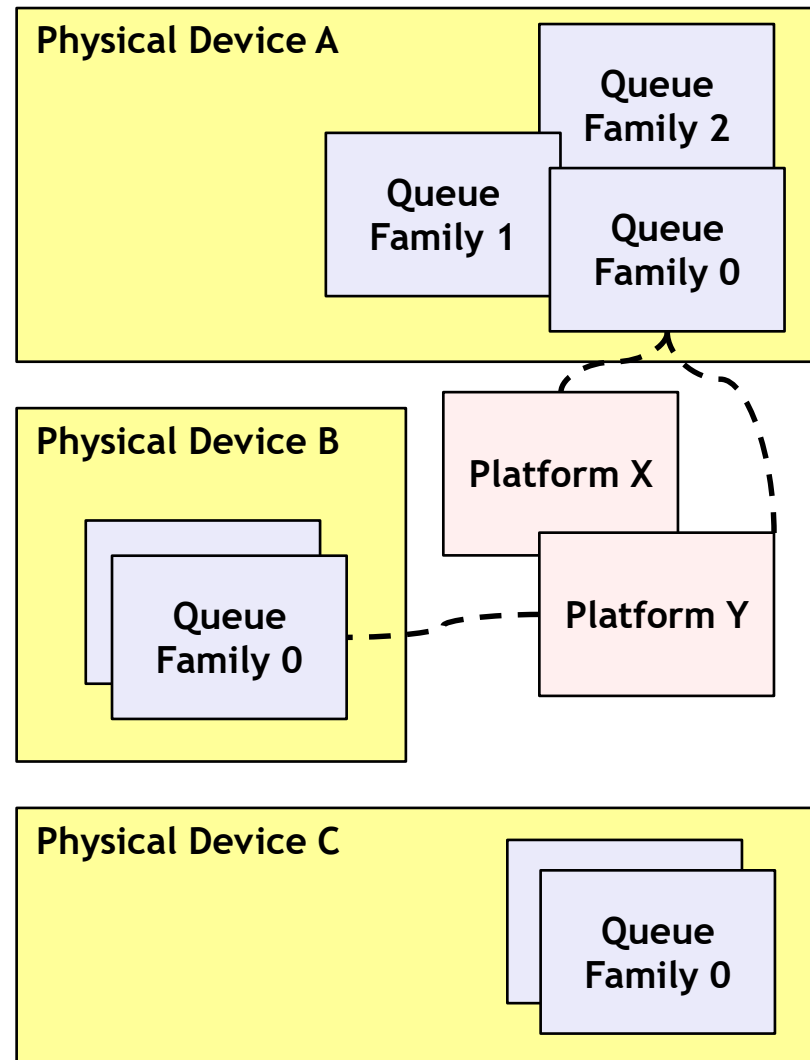 Physical Device A
Queue
Family 2
Queue
Family 1
Queue
Family 0
Physical Device B
Platform X
Queue
Family 0
Platform Y
Physical Device C
Queue
Family 0